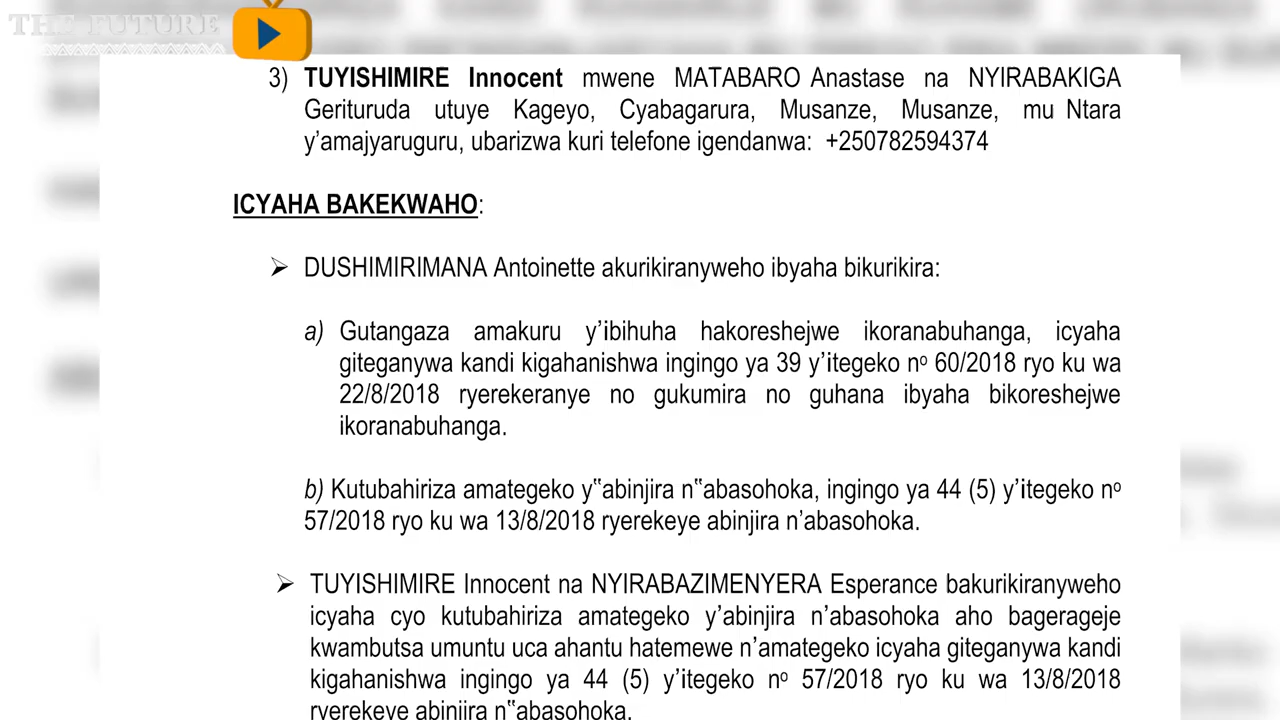 THE FUTURE
3) TUYISHIMIRE Innocent mwene MATABARO Anastase na NYIRABAKIGA
Gerituruda utuye Kageyo, Cyabagarura, Musanze, Musanze, mu Ntara
y’amajyaruguru, ubarizwa kuri telefone igendanwa: +250782594374
ICYAHA BAKEKWAHO:
➢ DUSHIMIRIMANA Antoinette akurikiranyweho ibyaha bikurikira:
a) Gutangaza amakuru y’ibihuha hakoreshejwe ikoranabuhanga, icyaha
giteganywa kandi kigahanishwa ingingo ya 39 y’itegeko nº 60/2018 ryo ku wa
22/8/2018 ryerekeranye no gukumira no guhana ibyaha bikoreshejwe
ikoranabuhanga.
b) Kutubahiriza amategeko y‟abinjira n‟abasohoka, ingingo ya 44 (5) y’itegeko nº
57/2018 ryo ku wa 13/8/2018 ryerekeye abinjira n’abasohoka.
➢ TUYISHIMIRE Innocent na NYIRABAZIMENYERA Esperance bakurikiranyweho
icyaha cyo kutubahiriza amategeko y’abinjira n’abasohoka aho bagerageje
kwambutsa umuntu uca ahantu hatemewe n’amategeko icyaha giteganywa kandi
kigahanishwa ingingo ya 44 (5) y’itegeko nº 57/2018 ryo ku wa 13/8/2018
ryerekeye abinjira n‟abasohoka.